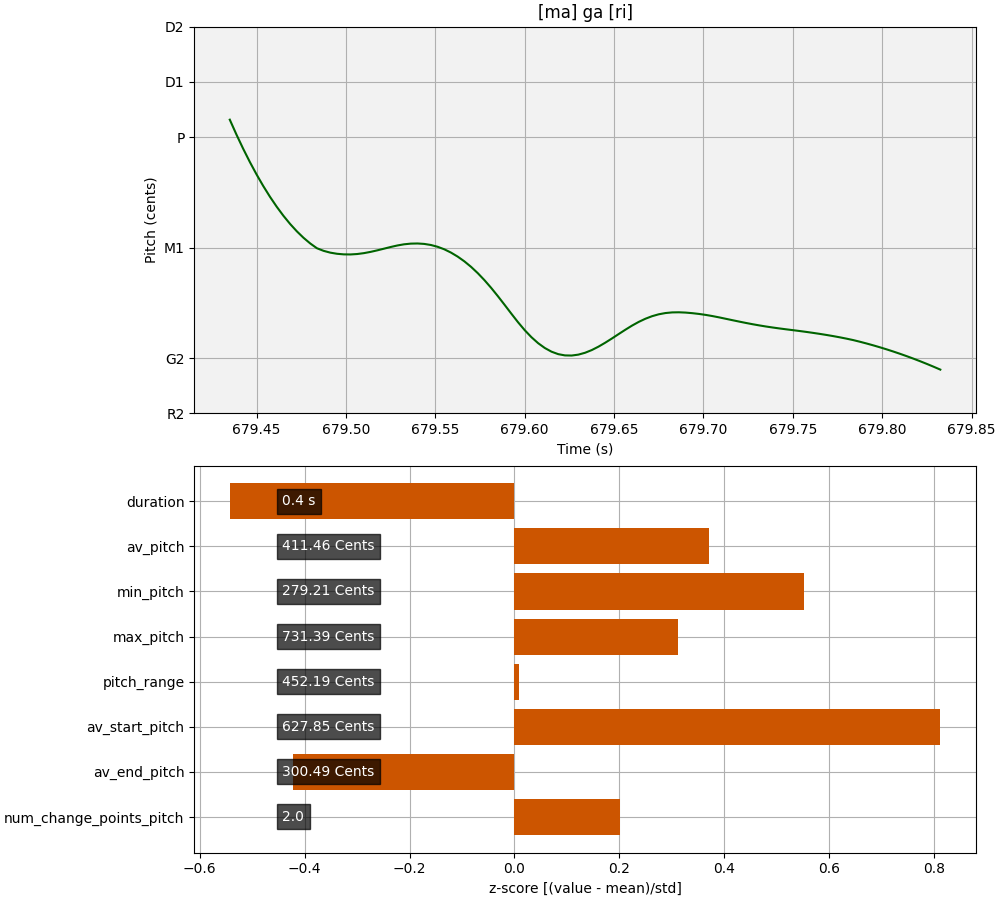 [ma] ga [ri]
D2
D1
P
M1
G2
R2
Pitch (cents)
679.45 679.50 679.55 679.60 679.65 679.70 679.75 679.80 679.85
Time (s)
duration 0.4 s
av_pitch 411.46 Cents
min_pitch 279.21 Cents
max_pitch 731.39 Cents
pitch_range 452.19 Cents
av_start_pitch 627.85 Cents
av_end_pitch 300.49 Cents
num_change_points_pitch 2.0
−0.6 −0.4 −0.2 0.0 0.2 0.4 0.6 0.8
z-score [(value - mean)/std]